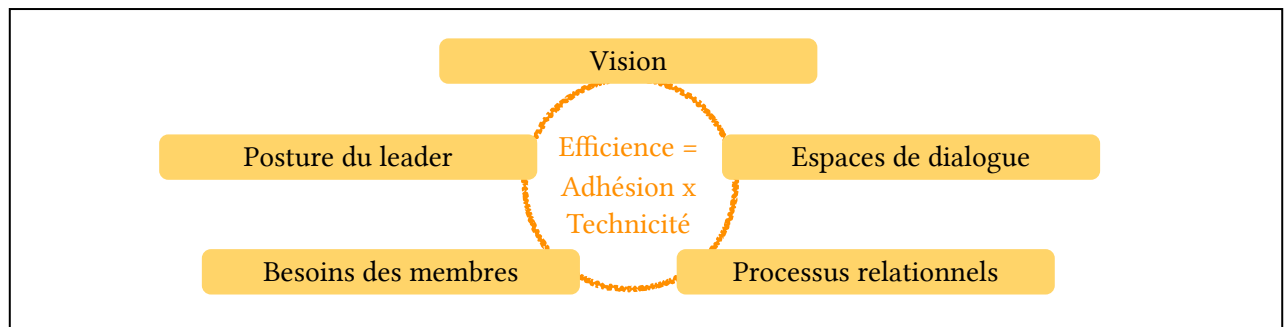 Vision
Posture du leader
Efficience =
Adhésion x
Technicité
Espaces de dialogue
Besoins des membres
Processus relationnels